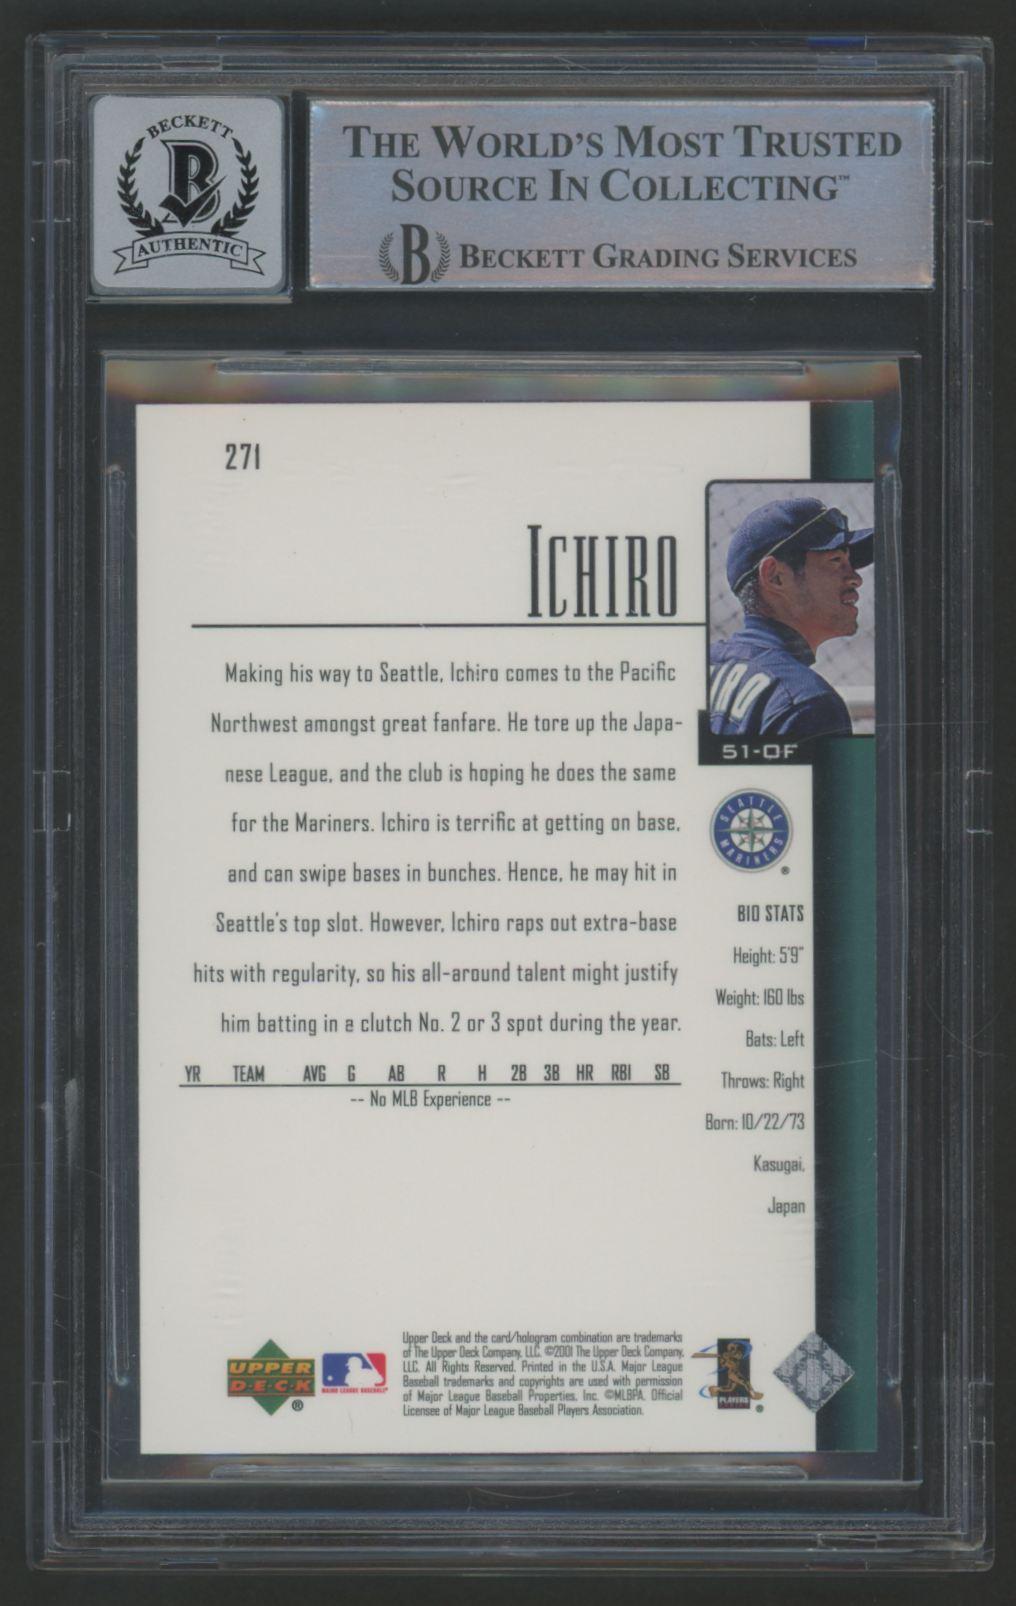 BECKETT
B
AUTHENTIC
THE WORLD'S MOST TRUSTED
SOURCE IN COLLECTING™
B BECKETT GRADING SERVICES
271
ICHIRO
IRO
51-OF
SEATTLE
MARINERS
®
Making his way to Seattle, Ichiro comes to the Pacific
Northwest amongst great fanfare. He tore up the Japa-
nese League, and the club is hoping he does the same
for the Mariners. Ichiro is terrific at getting on base,
and can swipe bases in bunches. Hence, he may hit in
Seattle's top slot. However, Ichiro raps out extra-base
hits with regularity, so his all-around talent might justify
him batting in a clutch No. 2 or 3 spot during the year.
YR TEAM AVG G AB R H 2B 3B HR RBI SB
-- No MLB Experience --
BIO STATS
Height: 5'9"
Weight: 160 lbs
Bats: Left
Throws: Right
Born: 10/22/73
Kasugai,
Japan
UPPER
DECK
®
MAJOR LEAGUE BASEBALL®
Upper Deck and the card/hologram combination are trademarks
of The Upper Deck Company, LLC. ©2001 The Upper Deck Company,
LLC. All Rights Reserved. Printed in the U.S.A. Major League
Baseball trademarks and copyrights are used with permission
of Major League Baseball Properties, Inc. ©MLBPA. Official
Licensee of Major League Baseball Players Association.
PLAYERS
®